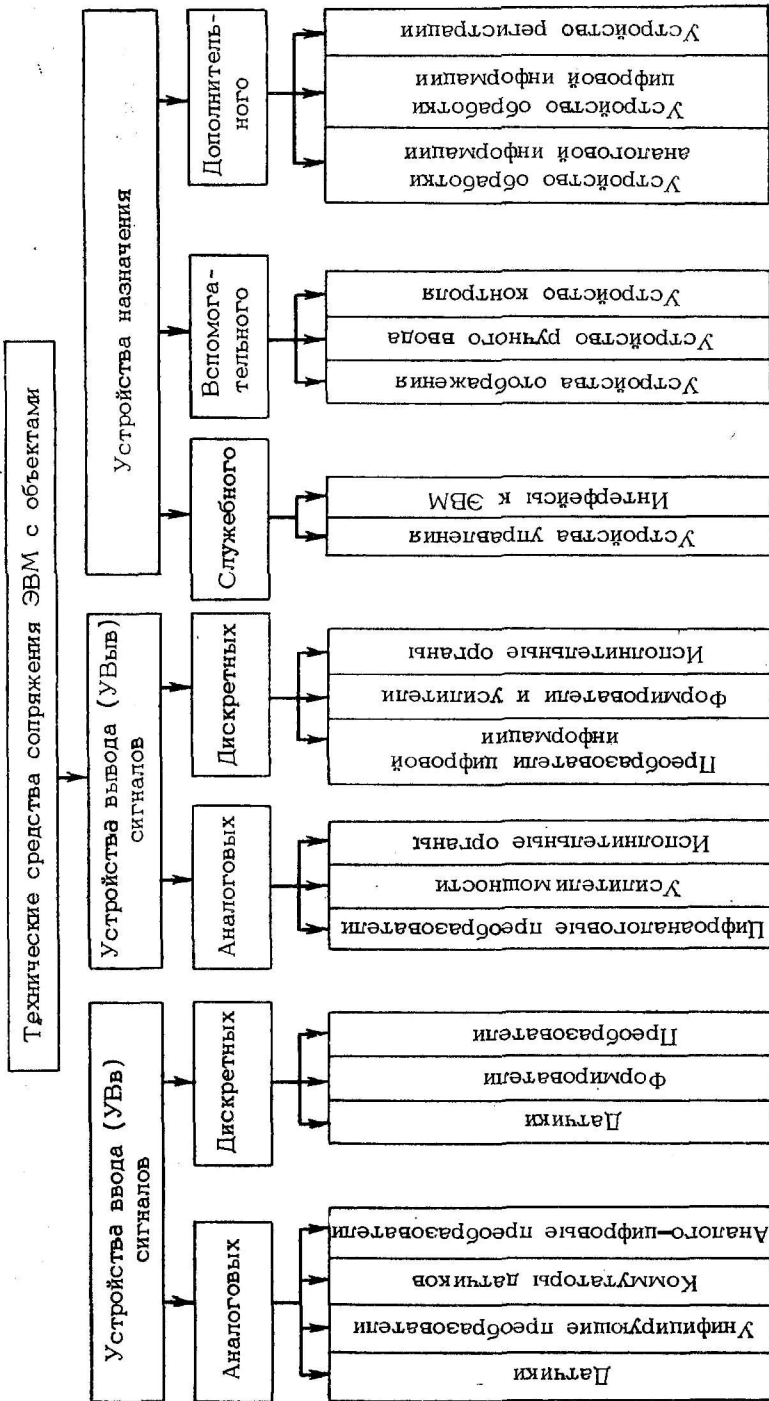 Технические средства сопряжения ЭВМ с объектами
Устройства ввода (УВв)
сигналов
Устройства вывода (УВыв)
сигналов
Устройства назначения
Аналоговых
Дискретных
Аналоговых
Дискретных
Служебного
Вспомога-
тельного
Дополнитель-
ного
Датчики
Унифицирующие преобразователи
Коммутаторы датчиков
Аналого-цифровые преобразователи
Датчики
Формирователи
Преобразователи
Цифроаналоговые преобразователи
Усилители мощности
Исполнительные органы
Преобразователи цифровой
информации
Формирователи и усилители
Исполнительные органы
Устройства управления
Интерфейсы к ЭВМ
Устройства отображения
Устройство ручного ввода
Устройство контроля
Устройство обработки
аналоговой информации
Устройство обработки
цифровой информации
Устройство регистрации